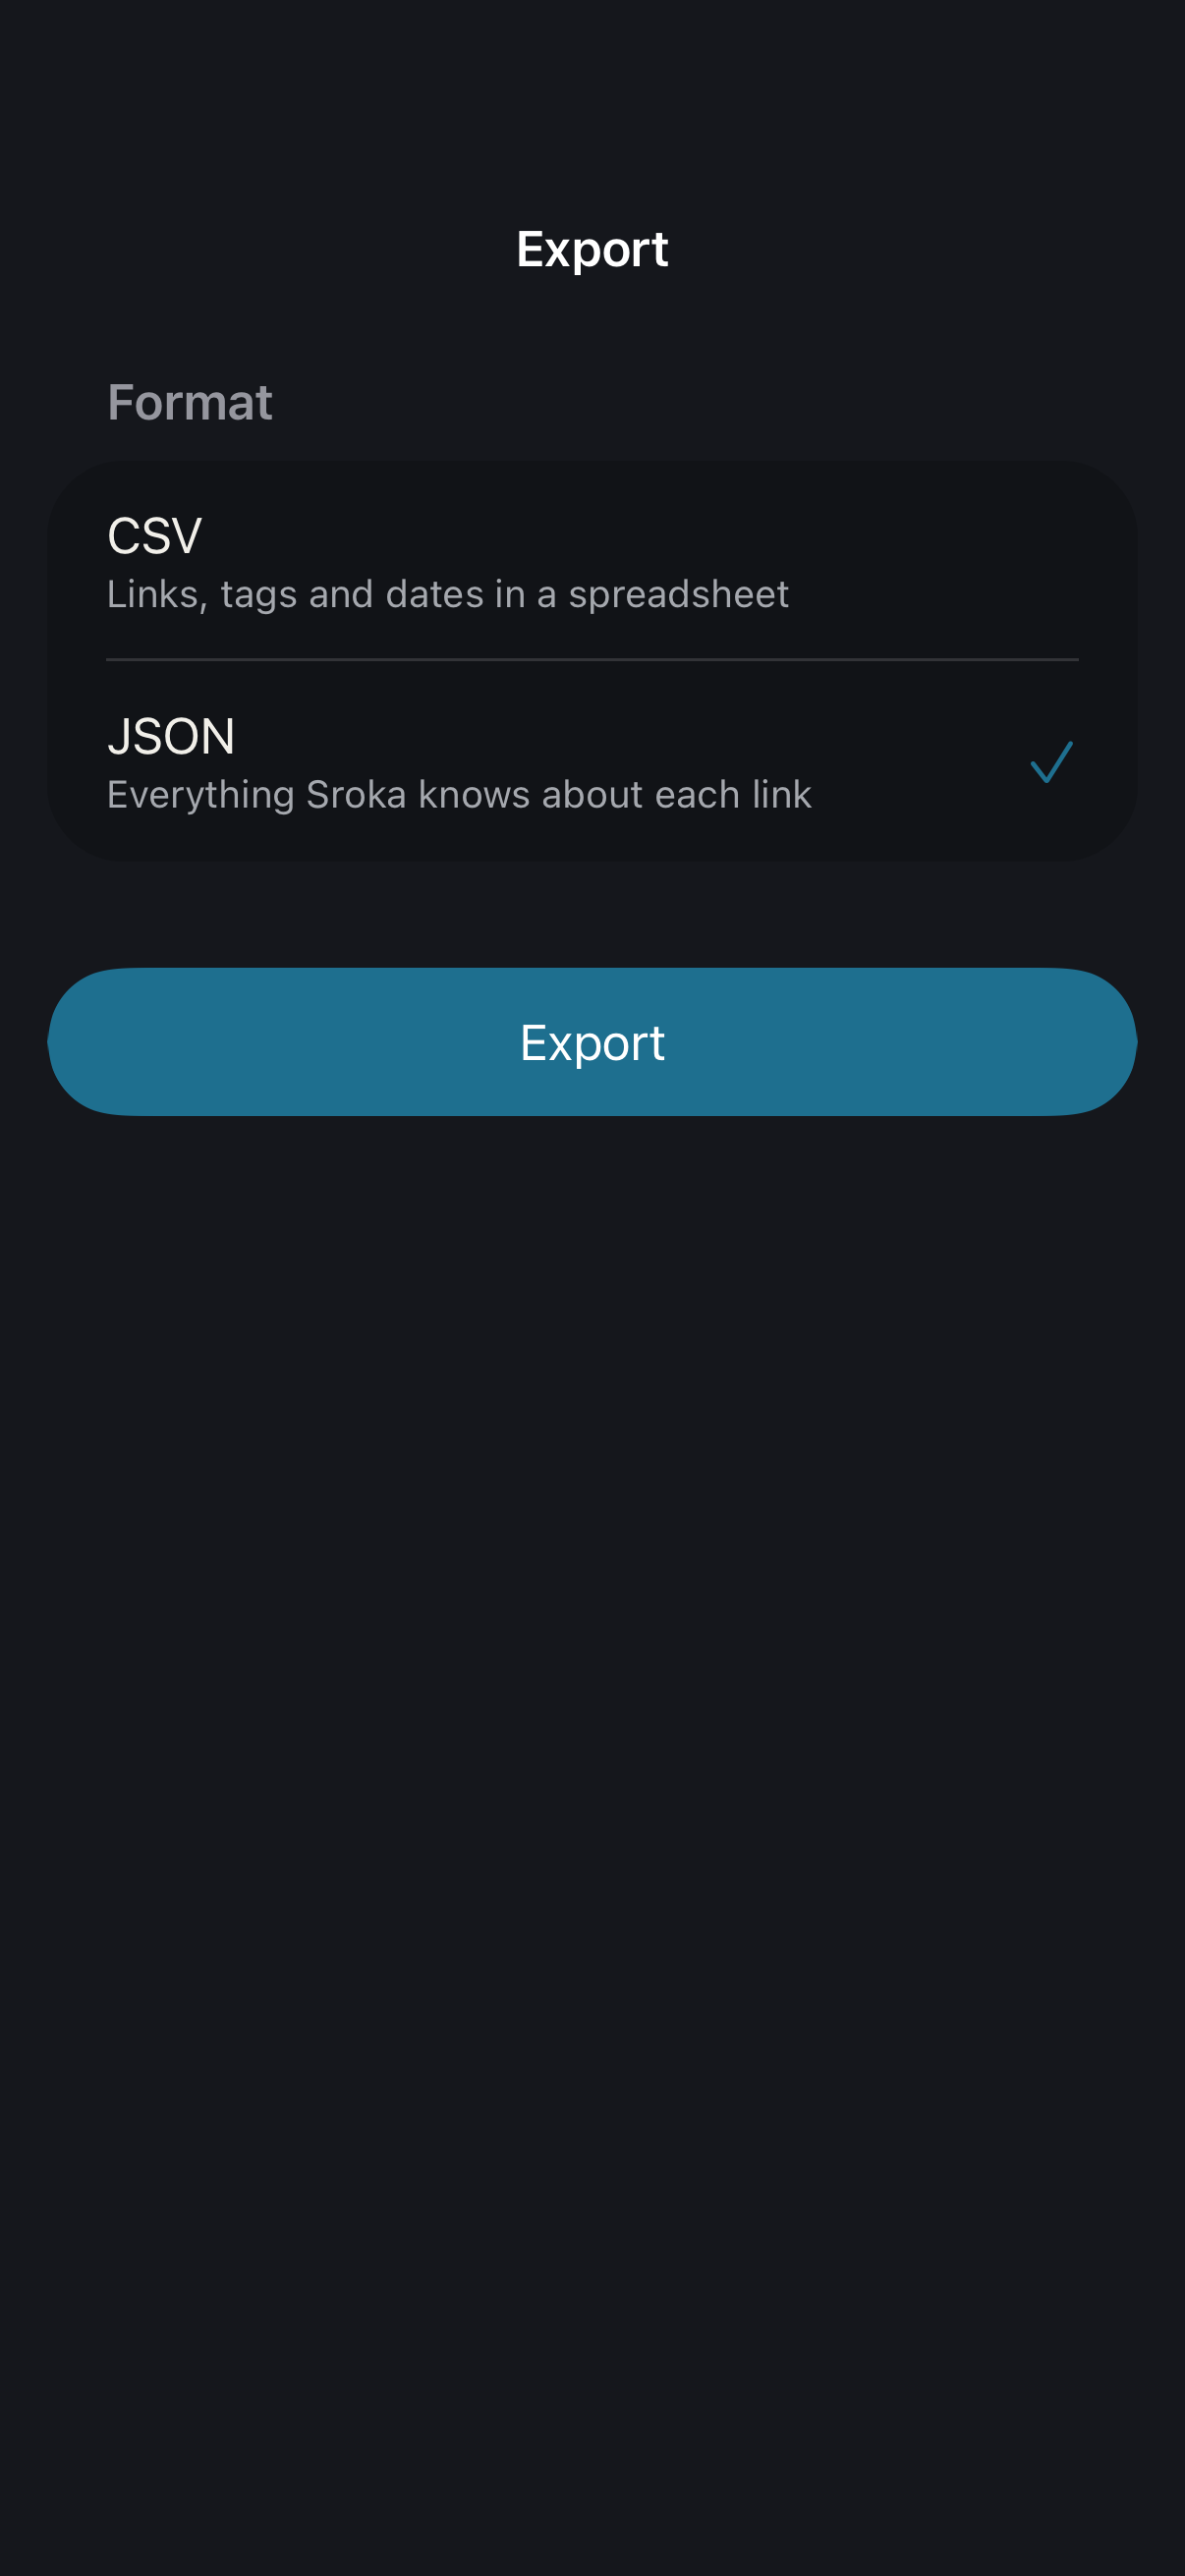 Export
Format
CSV
Links, tags and dates in a spreadsheet
JSON
Everything Sroka knows about each link
Export